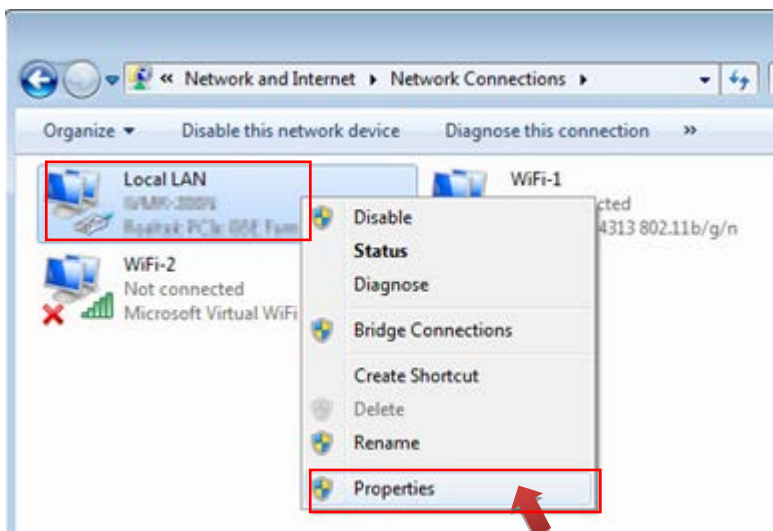 « Network and Internet ▸ Network Connections ▸
Organize ▾ Disable this network device Diagnose this connection »
Local LAN
WiFi-1
cted
4313 802.11b/g/n
WiFi-2
Not connected
Microsoft Virtual WiFi
Disable
Status
Diagnose
Bridge Connections
Create Shortcut
Delete
Rename
Properties